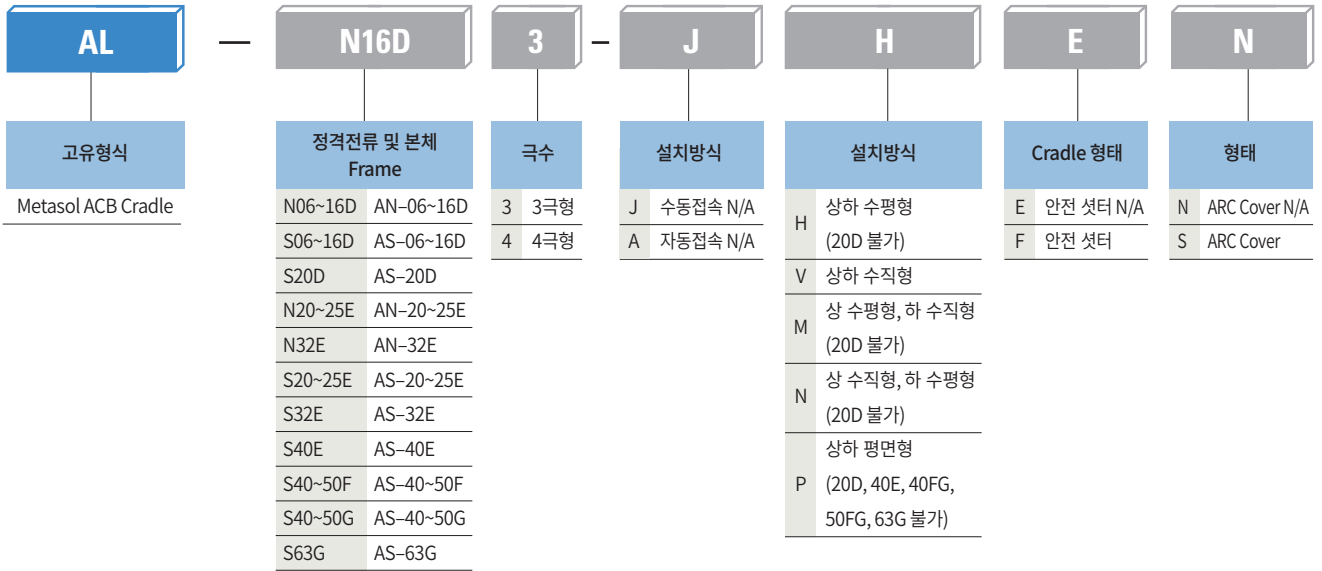 AL — N16D 3 – J H E N
고유형식
Metasol ACB Cradle
정격전류 및 본체
Frame
N06~16D AN–06~16D
S06~16D AS–06~16D
S20D AS–20D
N20~25E AN–20~25E
N32E AN–32E
S20~25E AS–20~25E
S32E AS–32E
S40E AS–40E
S40~50F AS–40~50F
S40~50G AS–40~50G
S63G AS–63G
극수
3 3극형
4 4극형
설치방식
J 수동접속 N/A
A 자동접속 N/A
설치방식
H 상하 수평형
(20D 불가)
V 상하 수직형
M 상 수평형, 하 수직형
(20D 불가)
N 상 수직형, 하 수평형
(20D 불가)
P 상하 평면형
(20D, 40E, 40FG,
50FG, 63G 불가)
Cradle 형태
E 안전 셧터 N/A
F 안전 셧터
형태
N ARC Cover N/A
S ARC Cover